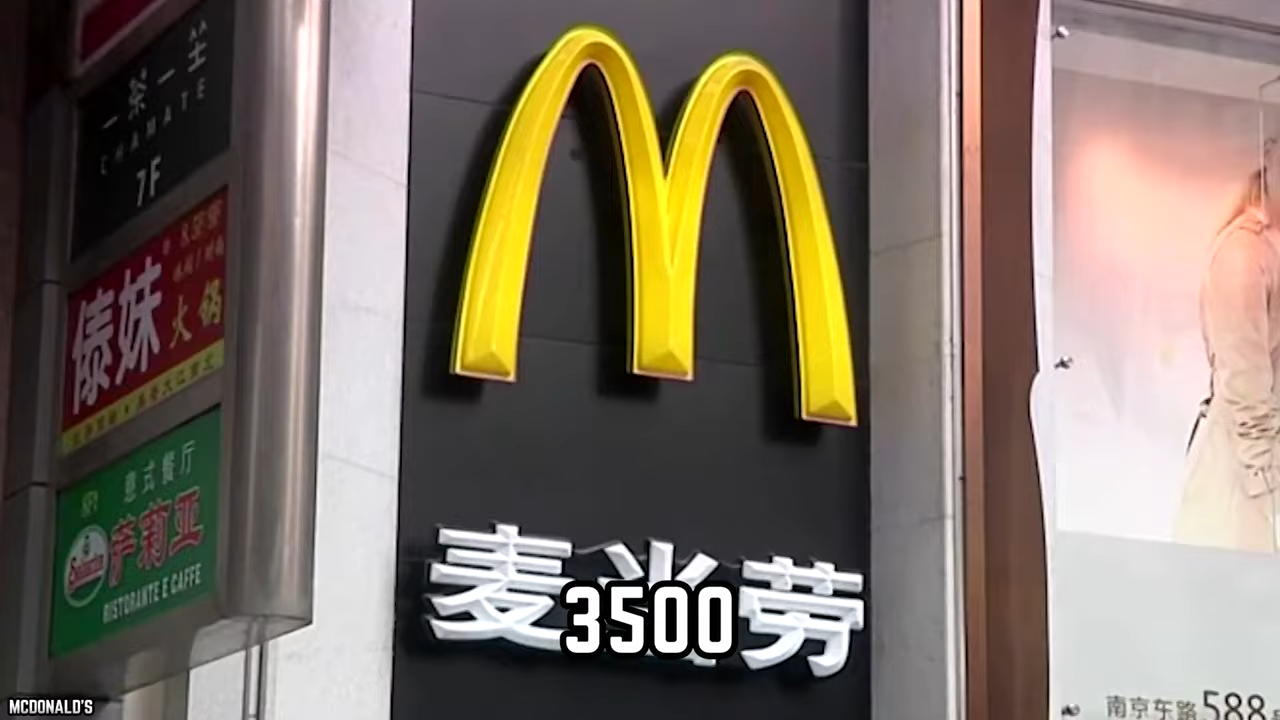 一茶一坐
CHAMATE
7F
傣妹
火锅
意式餐厅
萨莉亚
Saizeriya
RISTORANTE E CAFFE
麦当劳
3500
南京东路588
MCDONALD'S